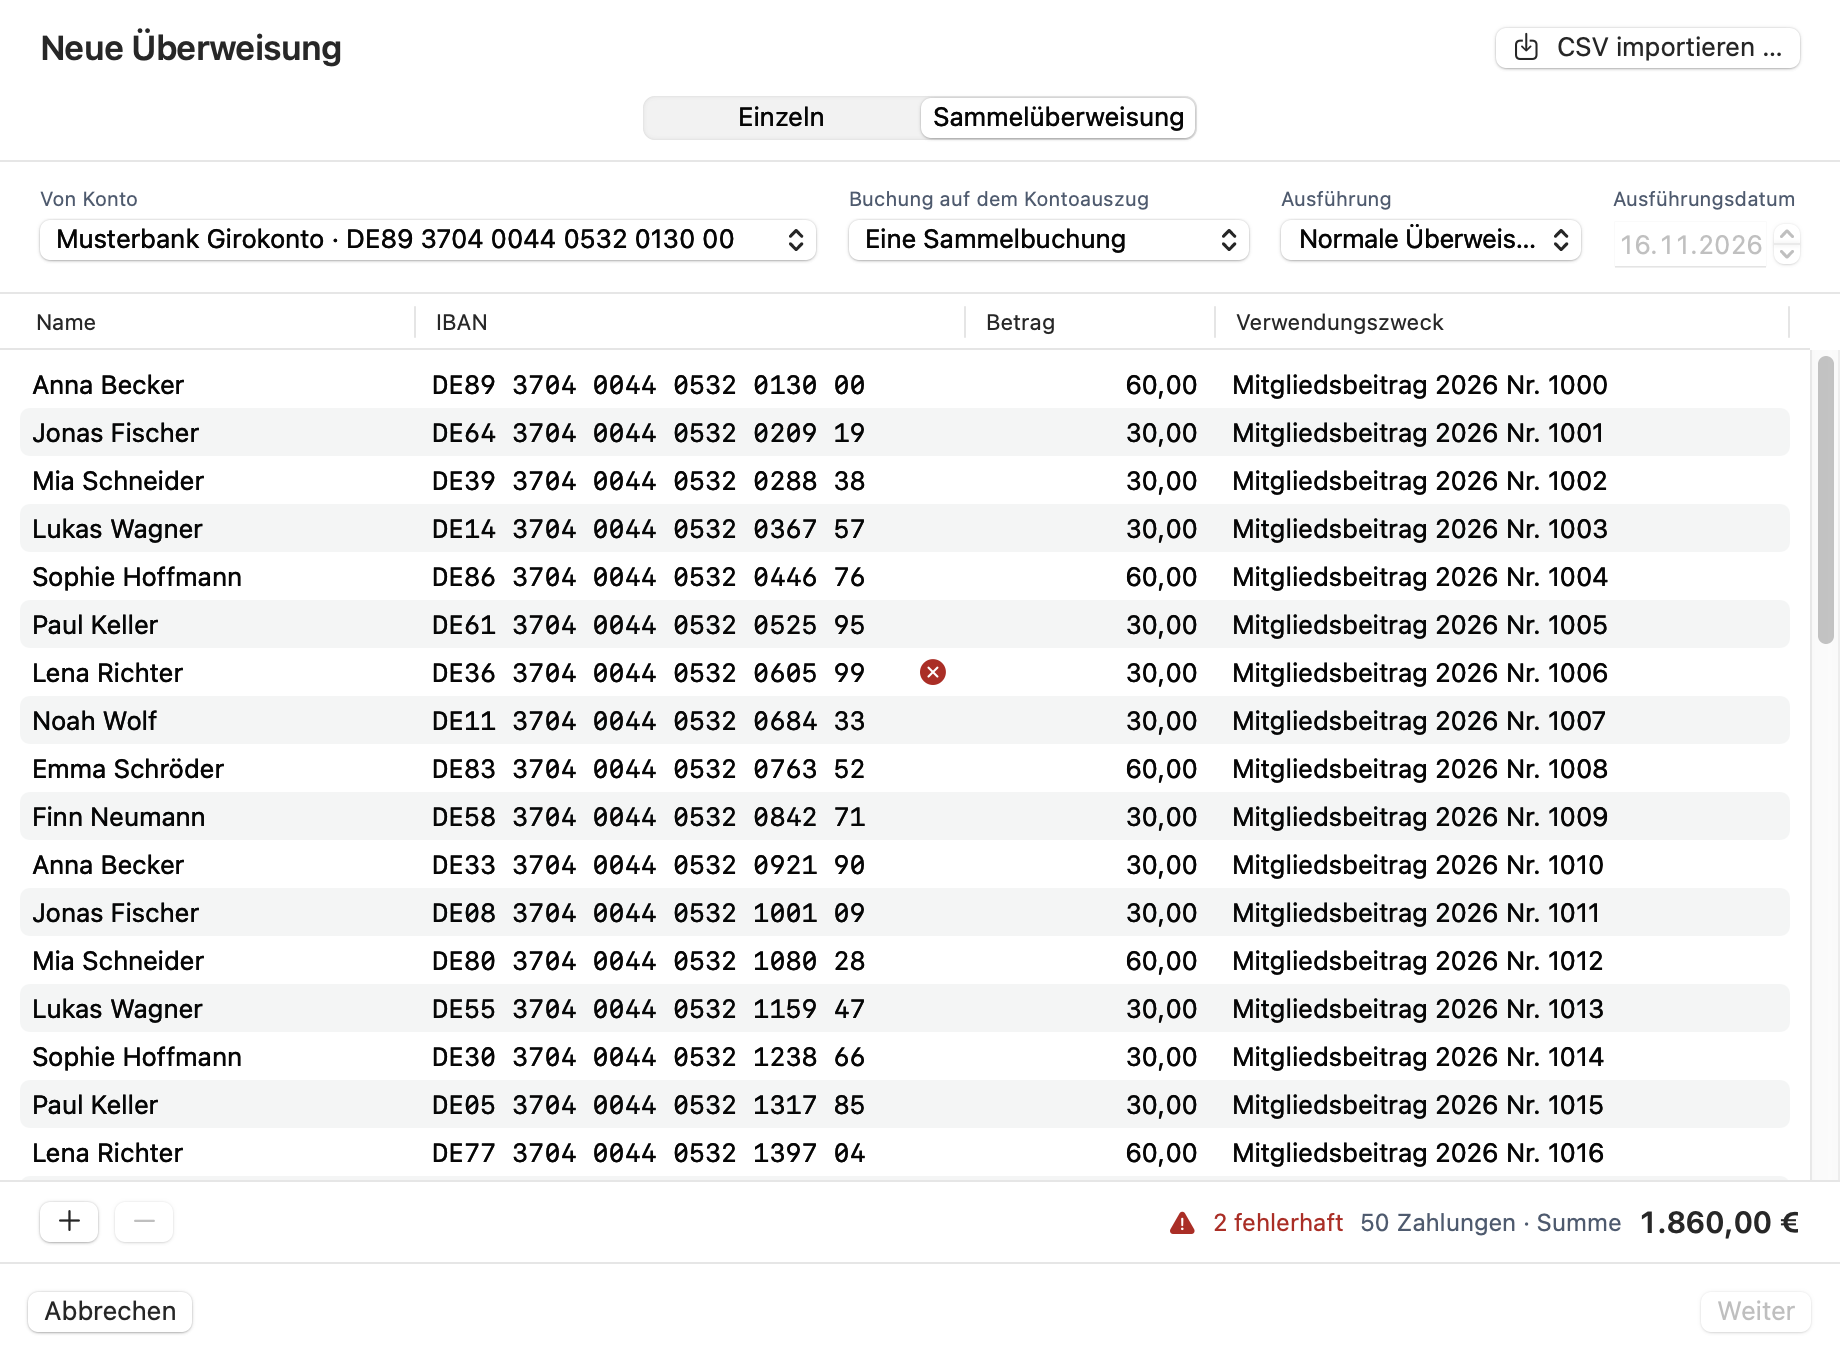 Neue Überweisung
CSV importieren ...
Einzeln Sammelüberweisung
Von Konto Buchung auf dem Kontoauszug Ausführung Ausführungsdatum
Musterbank Girokonto · DE89 3704 0044 0532 0130 00 Eine Sammelbuchung Normale Überweis... 16.11.2026
Name IBAN Betrag Verwendungszweck
Anna Becker DE89 3704 0044 0532 0130 00 60,00 Mitgliedsbeitrag 2026 Nr. 1000
Jonas Fischer DE64 3704 0044 0532 0209 19 30,00 Mitgliedsbeitrag 2026 Nr. 1001
Mia Schneider DE39 3704 0044 0532 0288 38 30,00 Mitgliedsbeitrag 2026 Nr. 1002
Lukas Wagner DE14 3704 0044 0532 0367 57 30,00 Mitgliedsbeitrag 2026 Nr. 1003
Sophie Hoffmann DE86 3704 0044 0532 0446 76 60,00 Mitgliedsbeitrag 2026 Nr. 1004
Paul Keller DE61 3704 0044 0532 0525 95 30,00 Mitgliedsbeitrag 2026 Nr. 1005
Lena Richter DE36 3704 0044 0532 0605 99 30,00 Mitgliedsbeitrag 2026 Nr. 1006
Noah Wolf DE11 3704 0044 0532 0684 33 30,00 Mitgliedsbeitrag 2026 Nr. 1007
Emma Schröder DE83 3704 0044 0532 0763 52 60,00 Mitgliedsbeitrag 2026 Nr. 1008
Finn Neumann DE58 3704 0044 0532 0842 71 30,00 Mitgliedsbeitrag 2026 Nr. 1009
Anna Becker DE33 3704 0044 0532 0921 90 30,00 Mitgliedsbeitrag 2026 Nr. 1010
Jonas Fischer DE08 3704 0044 0532 1001 09 30,00 Mitgliedsbeitrag 2026 Nr. 1011
Mia Schneider DE80 3704 0044 0532 1080 28 60,00 Mitgliedsbeitrag 2026 Nr. 1012
Lukas Wagner DE55 3704 0044 0532 1159 47 30,00 Mitgliedsbeitrag 2026 Nr. 1013
Sophie Hoffmann DE30 3704 0044 0532 1238 66 30,00 Mitgliedsbeitrag 2026 Nr. 1014
Paul Keller DE05 3704 0044 0532 1317 85 30,00 Mitgliedsbeitrag 2026 Nr. 1015
Lena Richter DE77 3704 0044 0532 1397 04 60,00 Mitgliedsbeitrag 2026 Nr. 1016
2 fehlerhaft 50 Zahlungen · Summe 1.860,00 €
Abbrechen Weiter